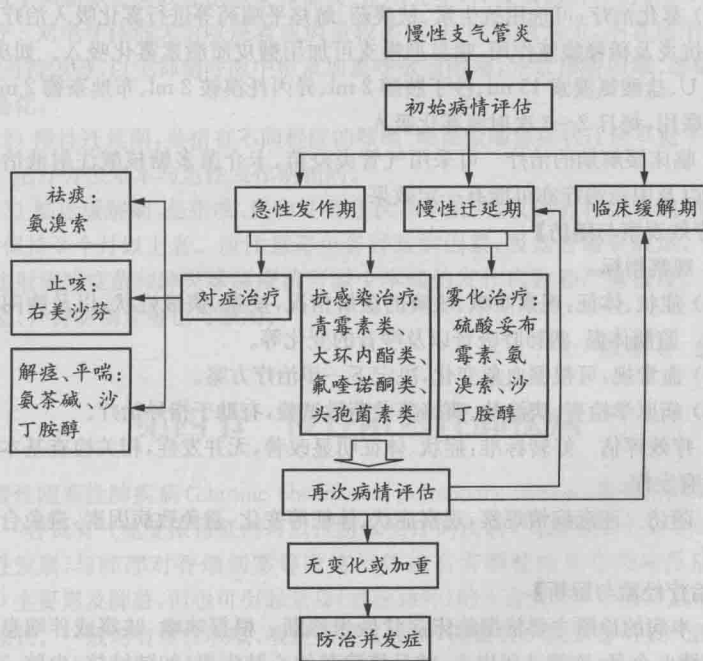 慢性支气管炎
初始病情评估
急性发作期
慢性迁延期
临床缓解期
祛痰：
氨溴索
止咳：
右美沙芬
解痉、平喘：
氨茶碱、沙
丁胺醇
对症治疗
抗感染治疗：
青霉素类、
大环内酯类、
氟喹诺酮类、
头孢菌素类
雾化治疗：
硫酸妥布
霉素、氨
溴索、沙
丁胺醇
再次病情评估
无变化或加重
防治并发症